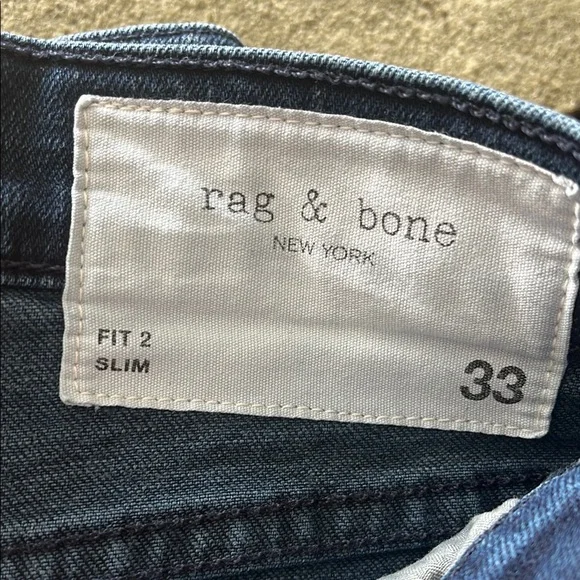 rag & bone
NEW YORK
FIT 2
SLIM
33